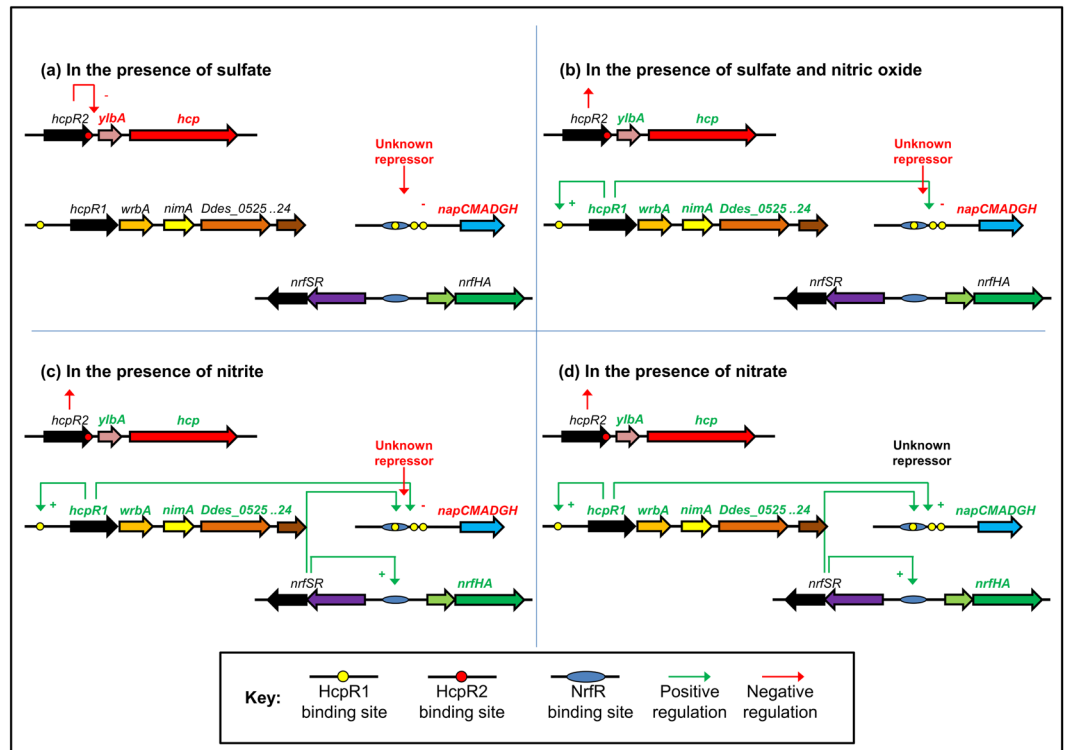 (a) In the presence of sulfate
-
hcpR2 ylbA hcp
Unknown
repressor
-
hcpR1 wrbA nimA Ddes_0525 ..24 napCMADGH
nrfSR nrfHA
(b) In the presence of sulfate and nitric oxide
hcpR2 ylbA hcp
Unknown
repressor
+ -
hcpR1 wrbA nimA Ddes_0525 ..24 napCMADGH
nrfSR nrfHA
(c) In the presence of nitrite
hcpR2 ylbA hcp
Unknown
repressor
+ -
hcpR1 wrbA nimA Ddes_0525 ..24 napCMADGH
+
nrfSR nrfHA
(d) In the presence of nitrate
hcpR2 ylbA hcp
Unknown
repressor
+ +
hcpR1 wrbA nimA Ddes_0525 ..24 napCMADGH
+
nrfSR nrfHA
Key:
HcpR1
binding site
HcpR2
binding site
NrfR
binding site
Positive
regulation
Negative
regulation